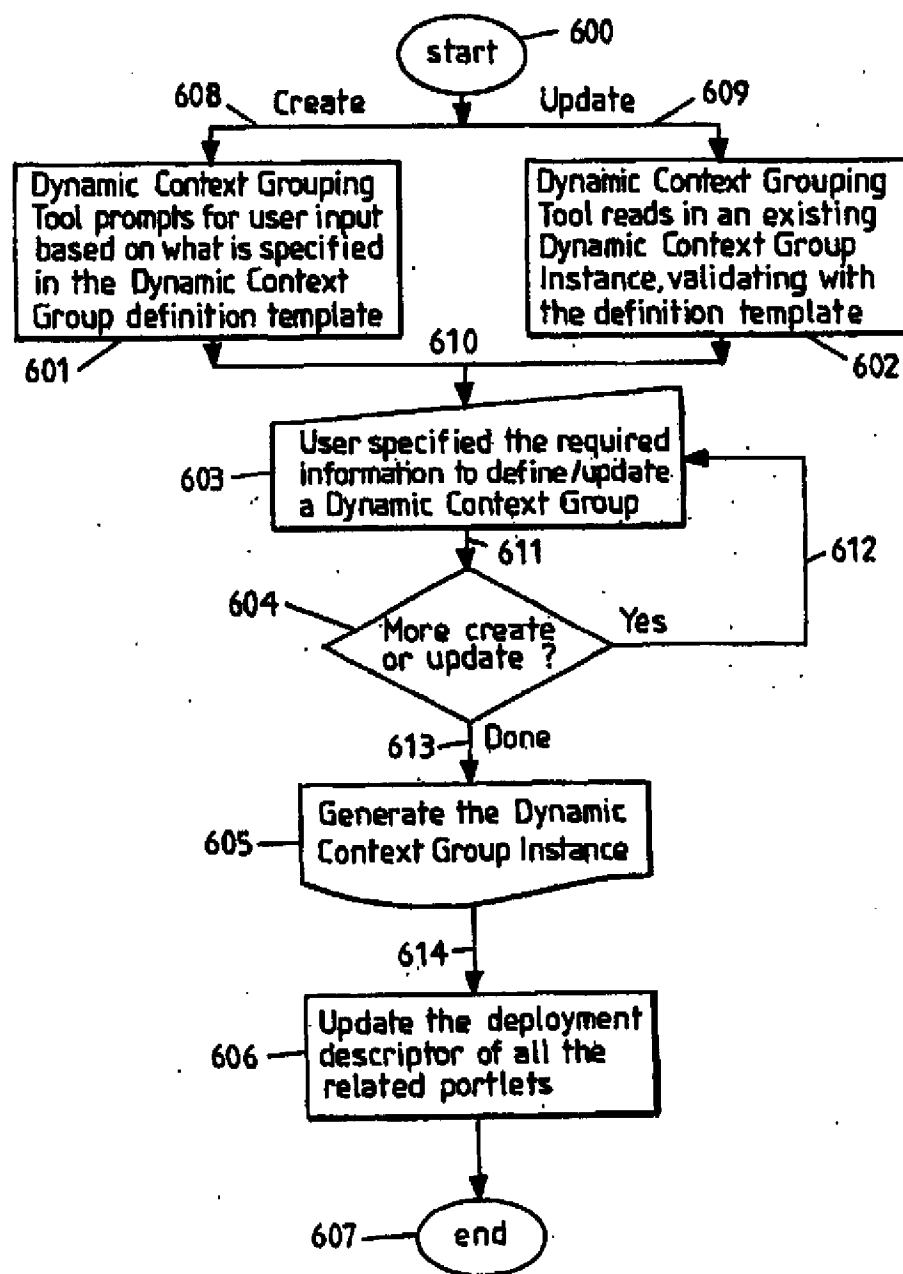 start
600
608
Create
Update
609
Dynamic Context Grouping
Tool prompts for user input
based on what is specified
in the Dynamic Context
Group definition template
Dynamic Context Grouping
Tool reads in an existing
Dynamic Context Group
Instance, validating with
the definition template
601
610
602
603
User specified the required
information to define/update
a Dynamic Context Group
611
612
604
More create
or update ?
Yes
613
Done
605
Generate the Dynamic
Context Group Instance
614
606
Update the deployment
descriptor of all the
related portlets
607
end